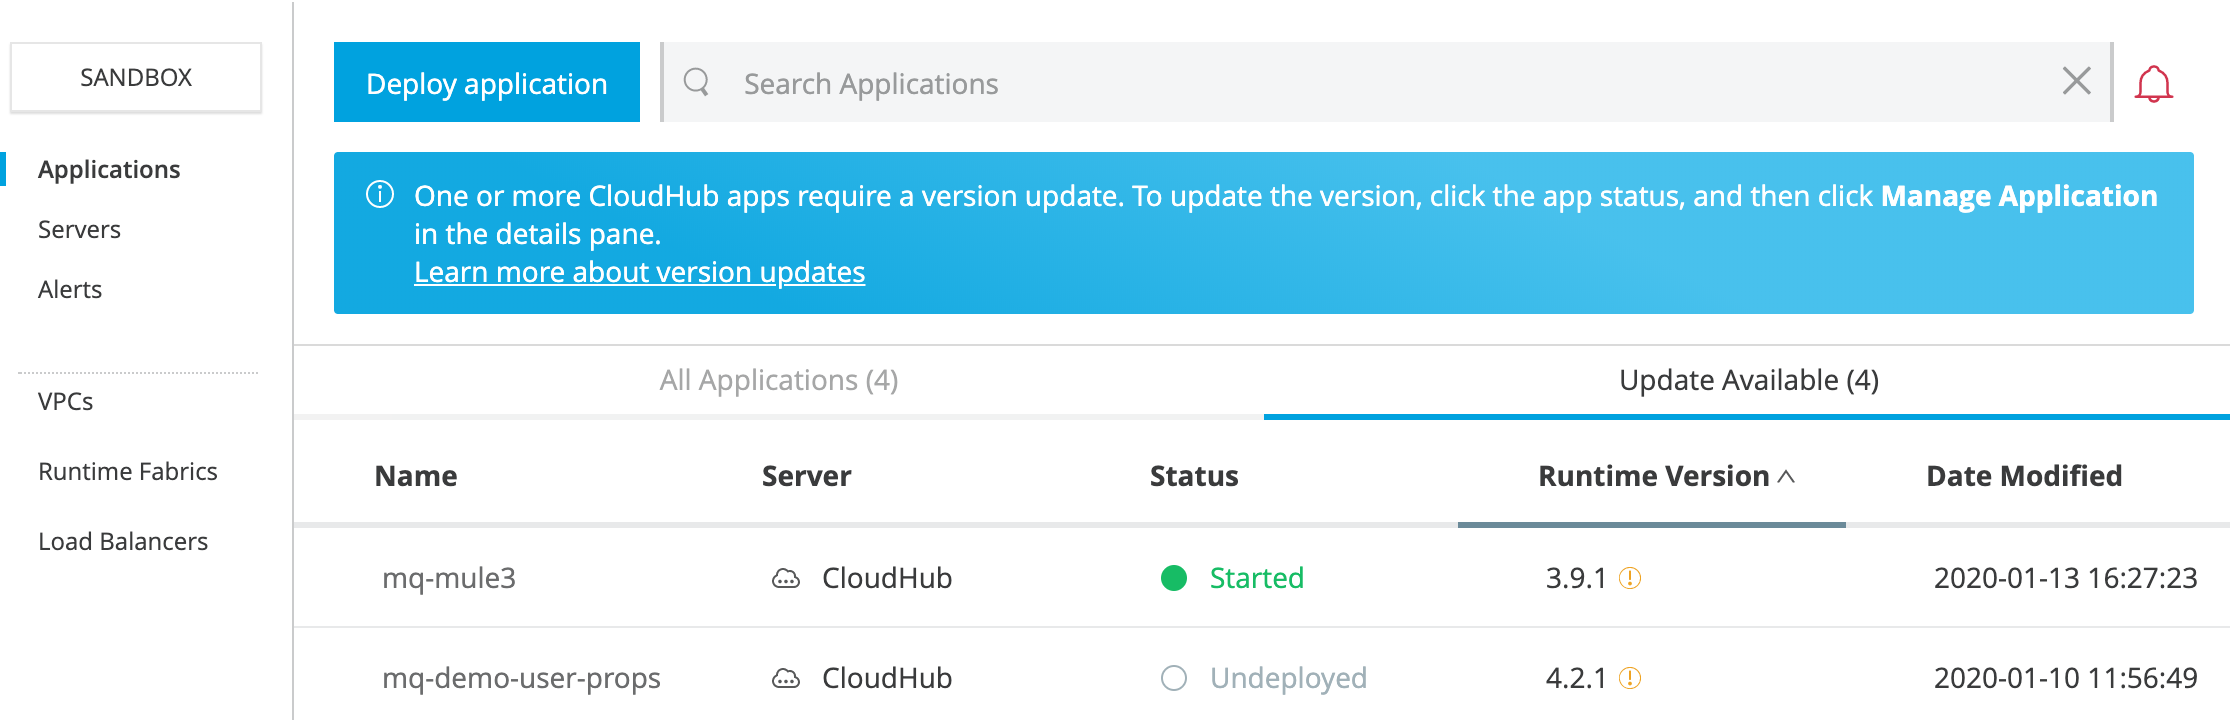 SANDBOX
Applications
Servers
Alerts
VPCs
Runtime Fabrics
Load Balancers
Deploy application
Search Applications
One or more CloudHub apps require a version update. To update the version, click the app status, and then click Manage Application
in the details pane.
Learn more about version updates
All Applications (4)
Update Available (4)
Name Server Status Runtime Version Date Modified
mq-mule3 CloudHub Started 3.9.1 2020-01-13 16:27:23
mq-demo-user-props CloudHub Undeployed 4.2.1 2020-01-10 11:56:49